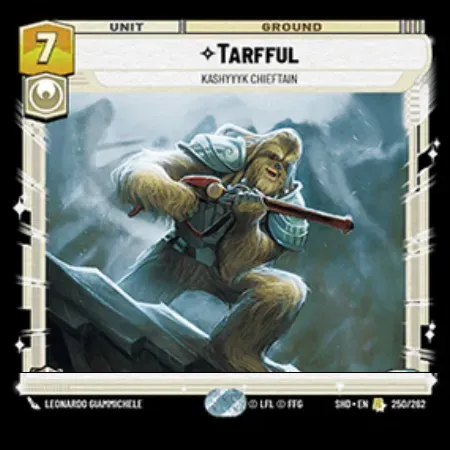 UNIT GROUND
7
TARFFUL
KASHYYYK CHIEFTAIN
LEONARDO GIAMMICHELE © LFL © FFG SHD • EN 250/262